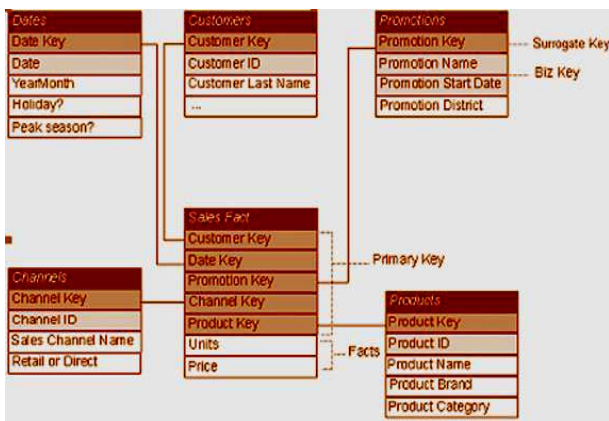 Dates
Date Key
Date
YearMonth
Holiday?
Peak season?
Customers
Customer Key
Customer ID
Customer Last Name
...
Promotions
Promotion Key
Promotion Name
Promotion Start Date
Promotion District
Surrogate Key
Biz Key
Sales Fact
Customer Key
Date Key
Promotion Key
Channel Key
Product Key
Units
Price
Primary Key
Facts
Channels
Channel Key
Channel ID
Sales Channel Name
Retail or Direct
Products
Product Key
Product ID
Product Name
Product Brand
Product Category